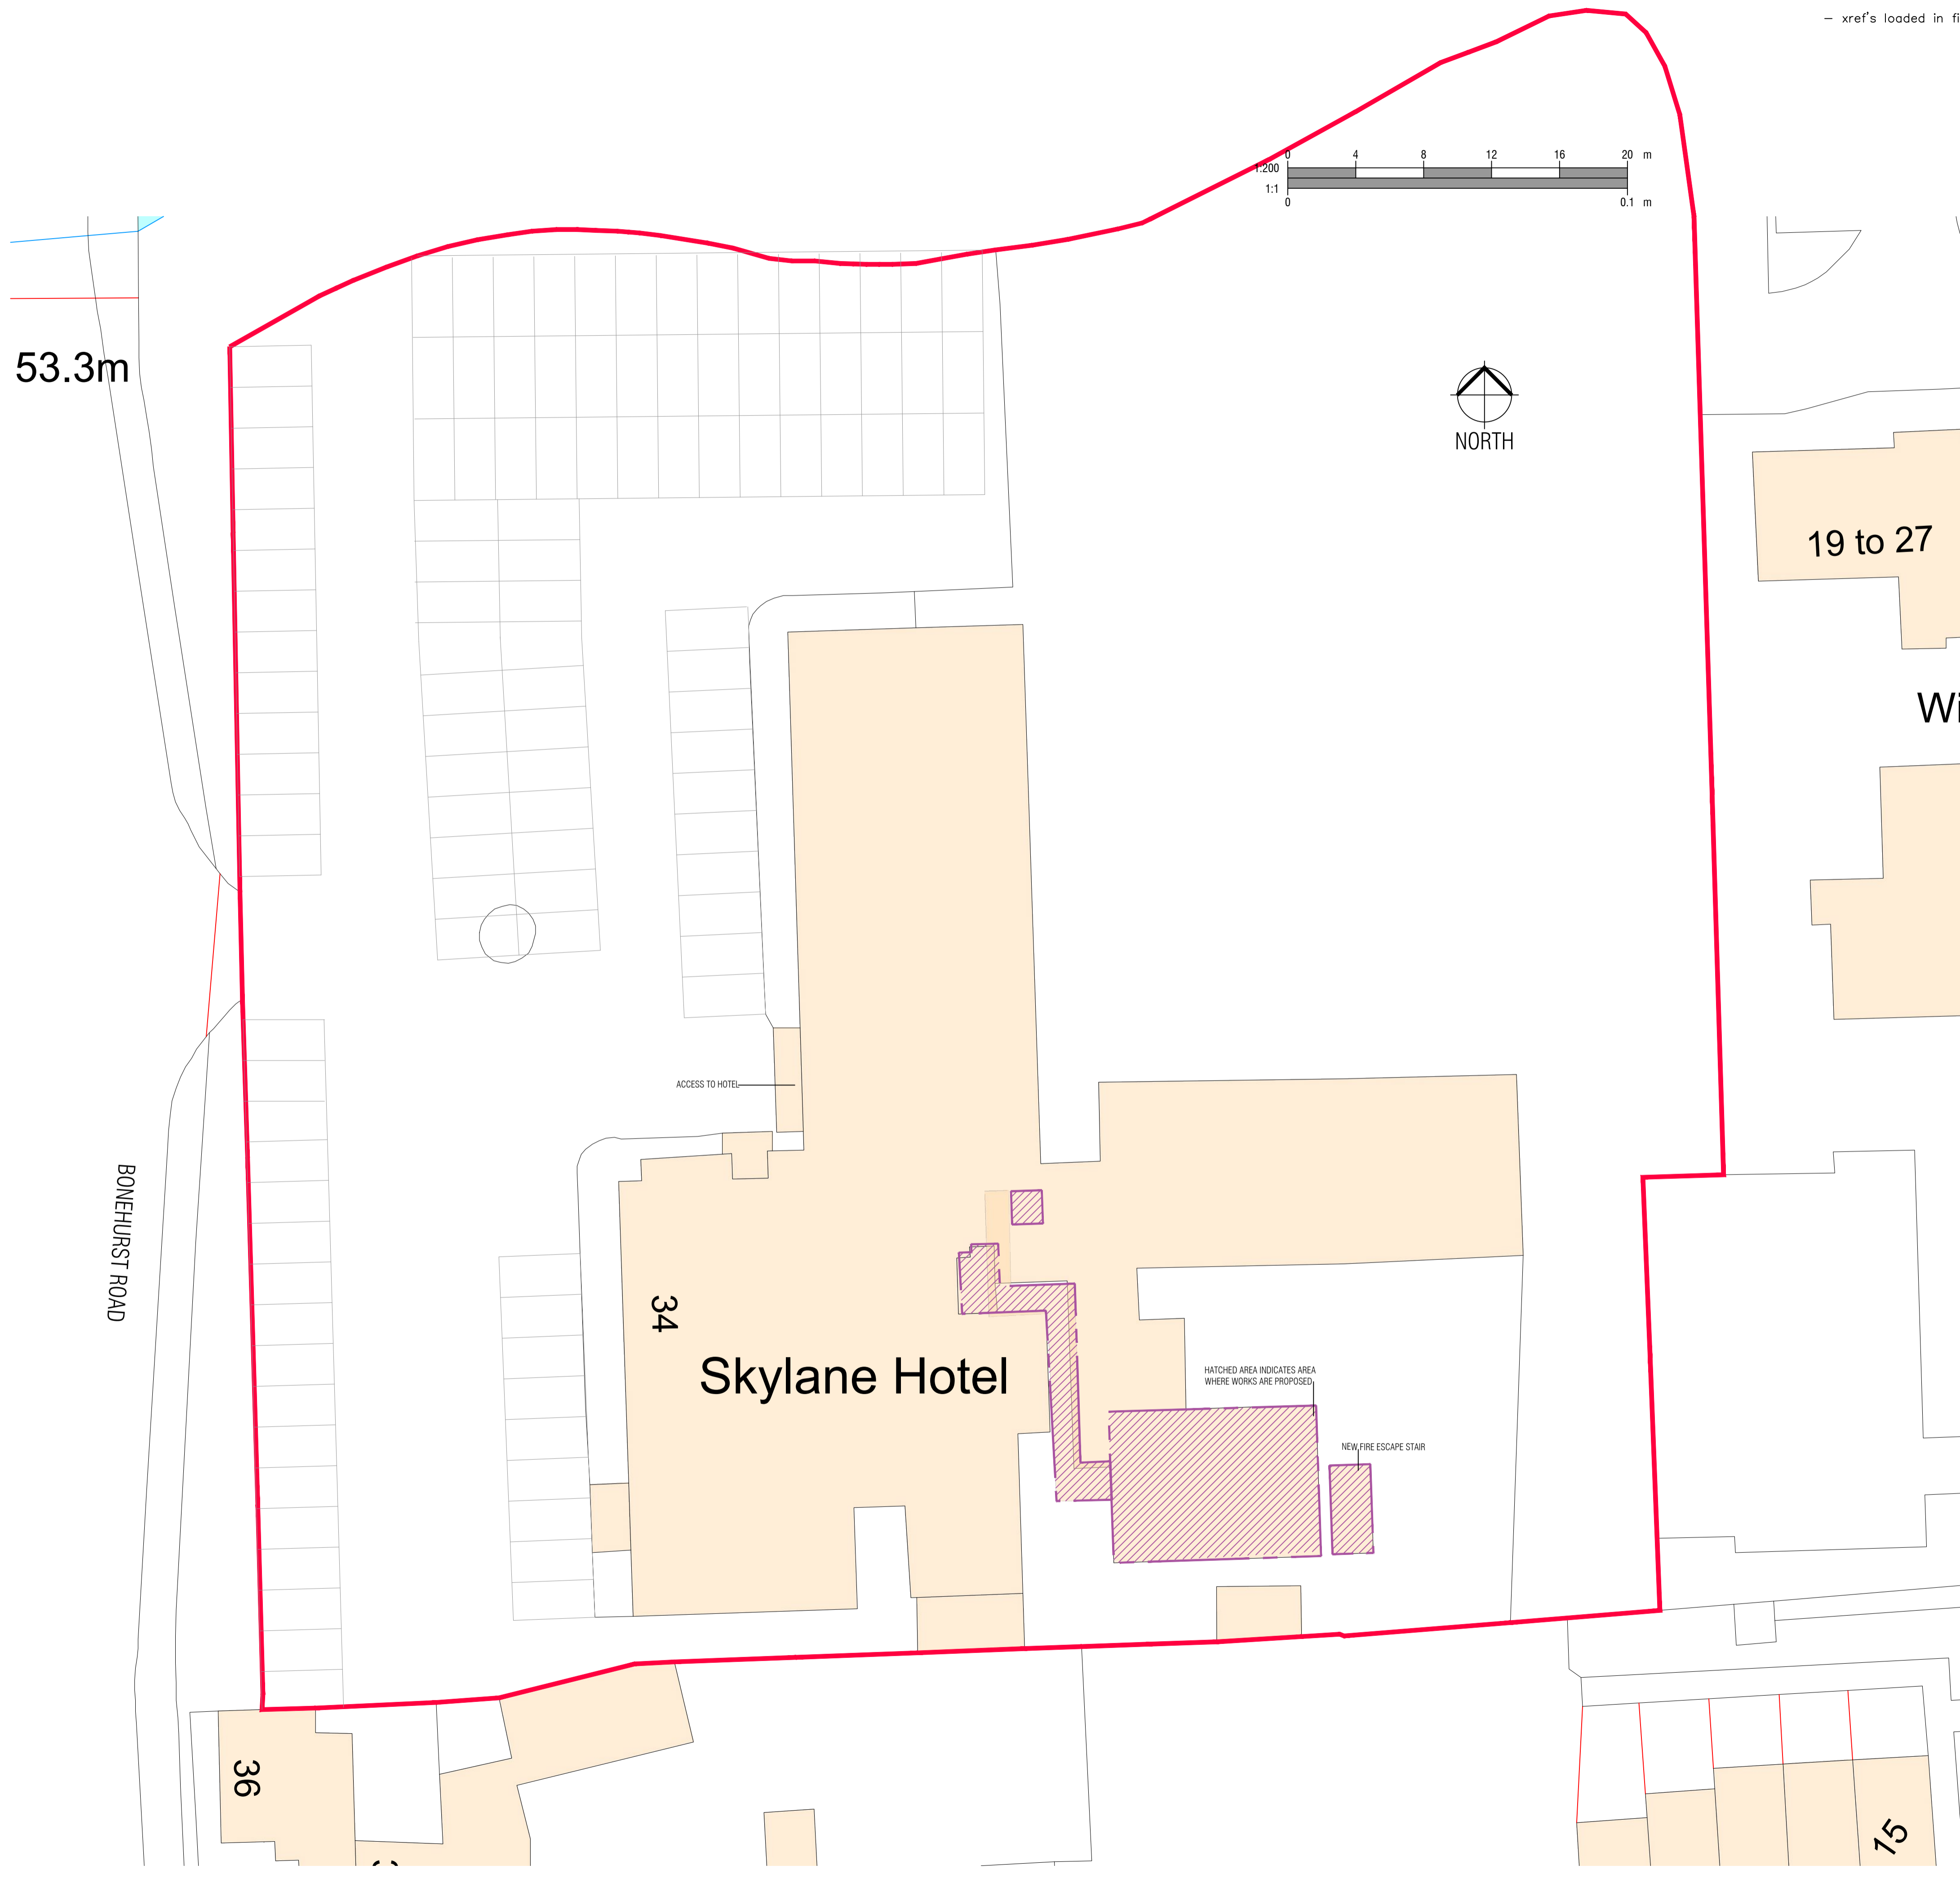 – xref's loaded in fi
0 4 8 12 16 20 m
1:200
1:1
0 0.1 m
53.3m
NORTH
19 to 27
Wi
ACCESS TO HOTEL
BONEHURST ROAD
34
Skylane Hotel
HATCHED AREA INDICATES AREA
WHERE WORKS ARE PROPOSED
NEW FIRE ESCAPE STAIR
36
15